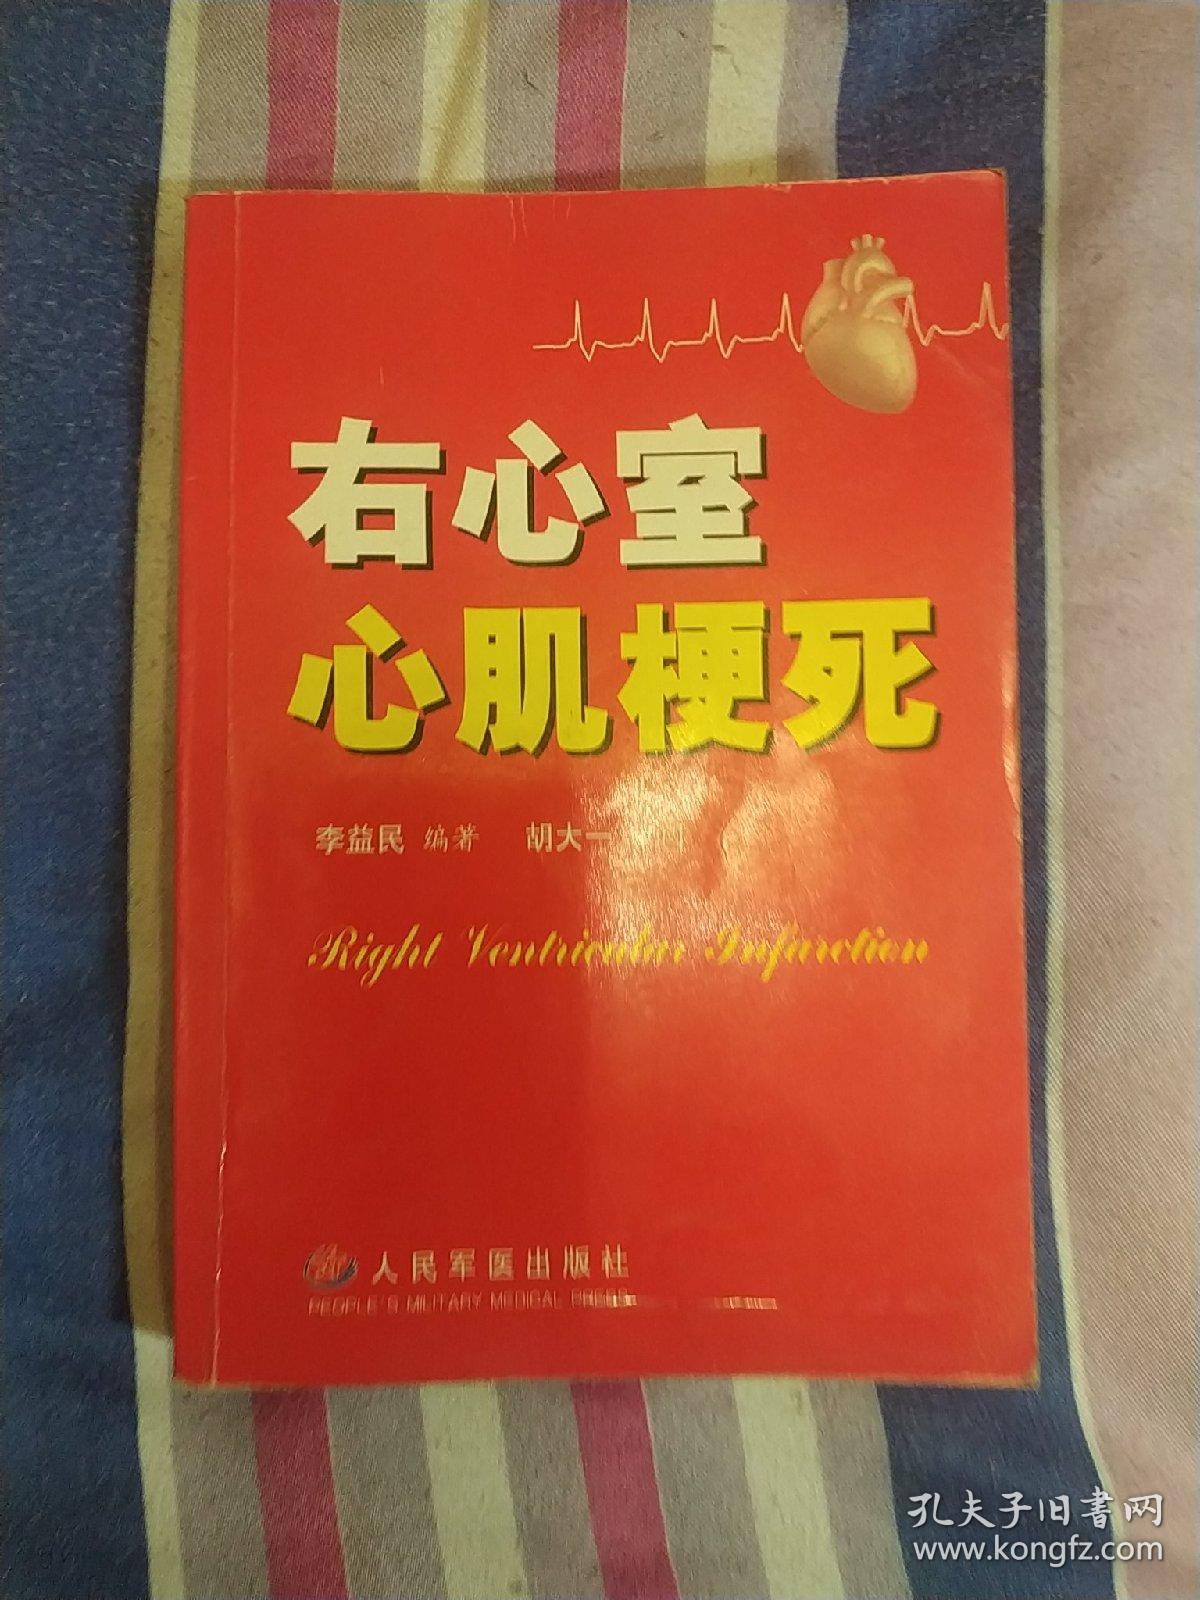 右心室
心肌梗死
李益民 编著 胡大一
Right Ventricular Infarction
人民军医出版社
PEOPLE'S MILITARY MEDICAL PRESS
孔夫子旧书网
www.kongfz.com